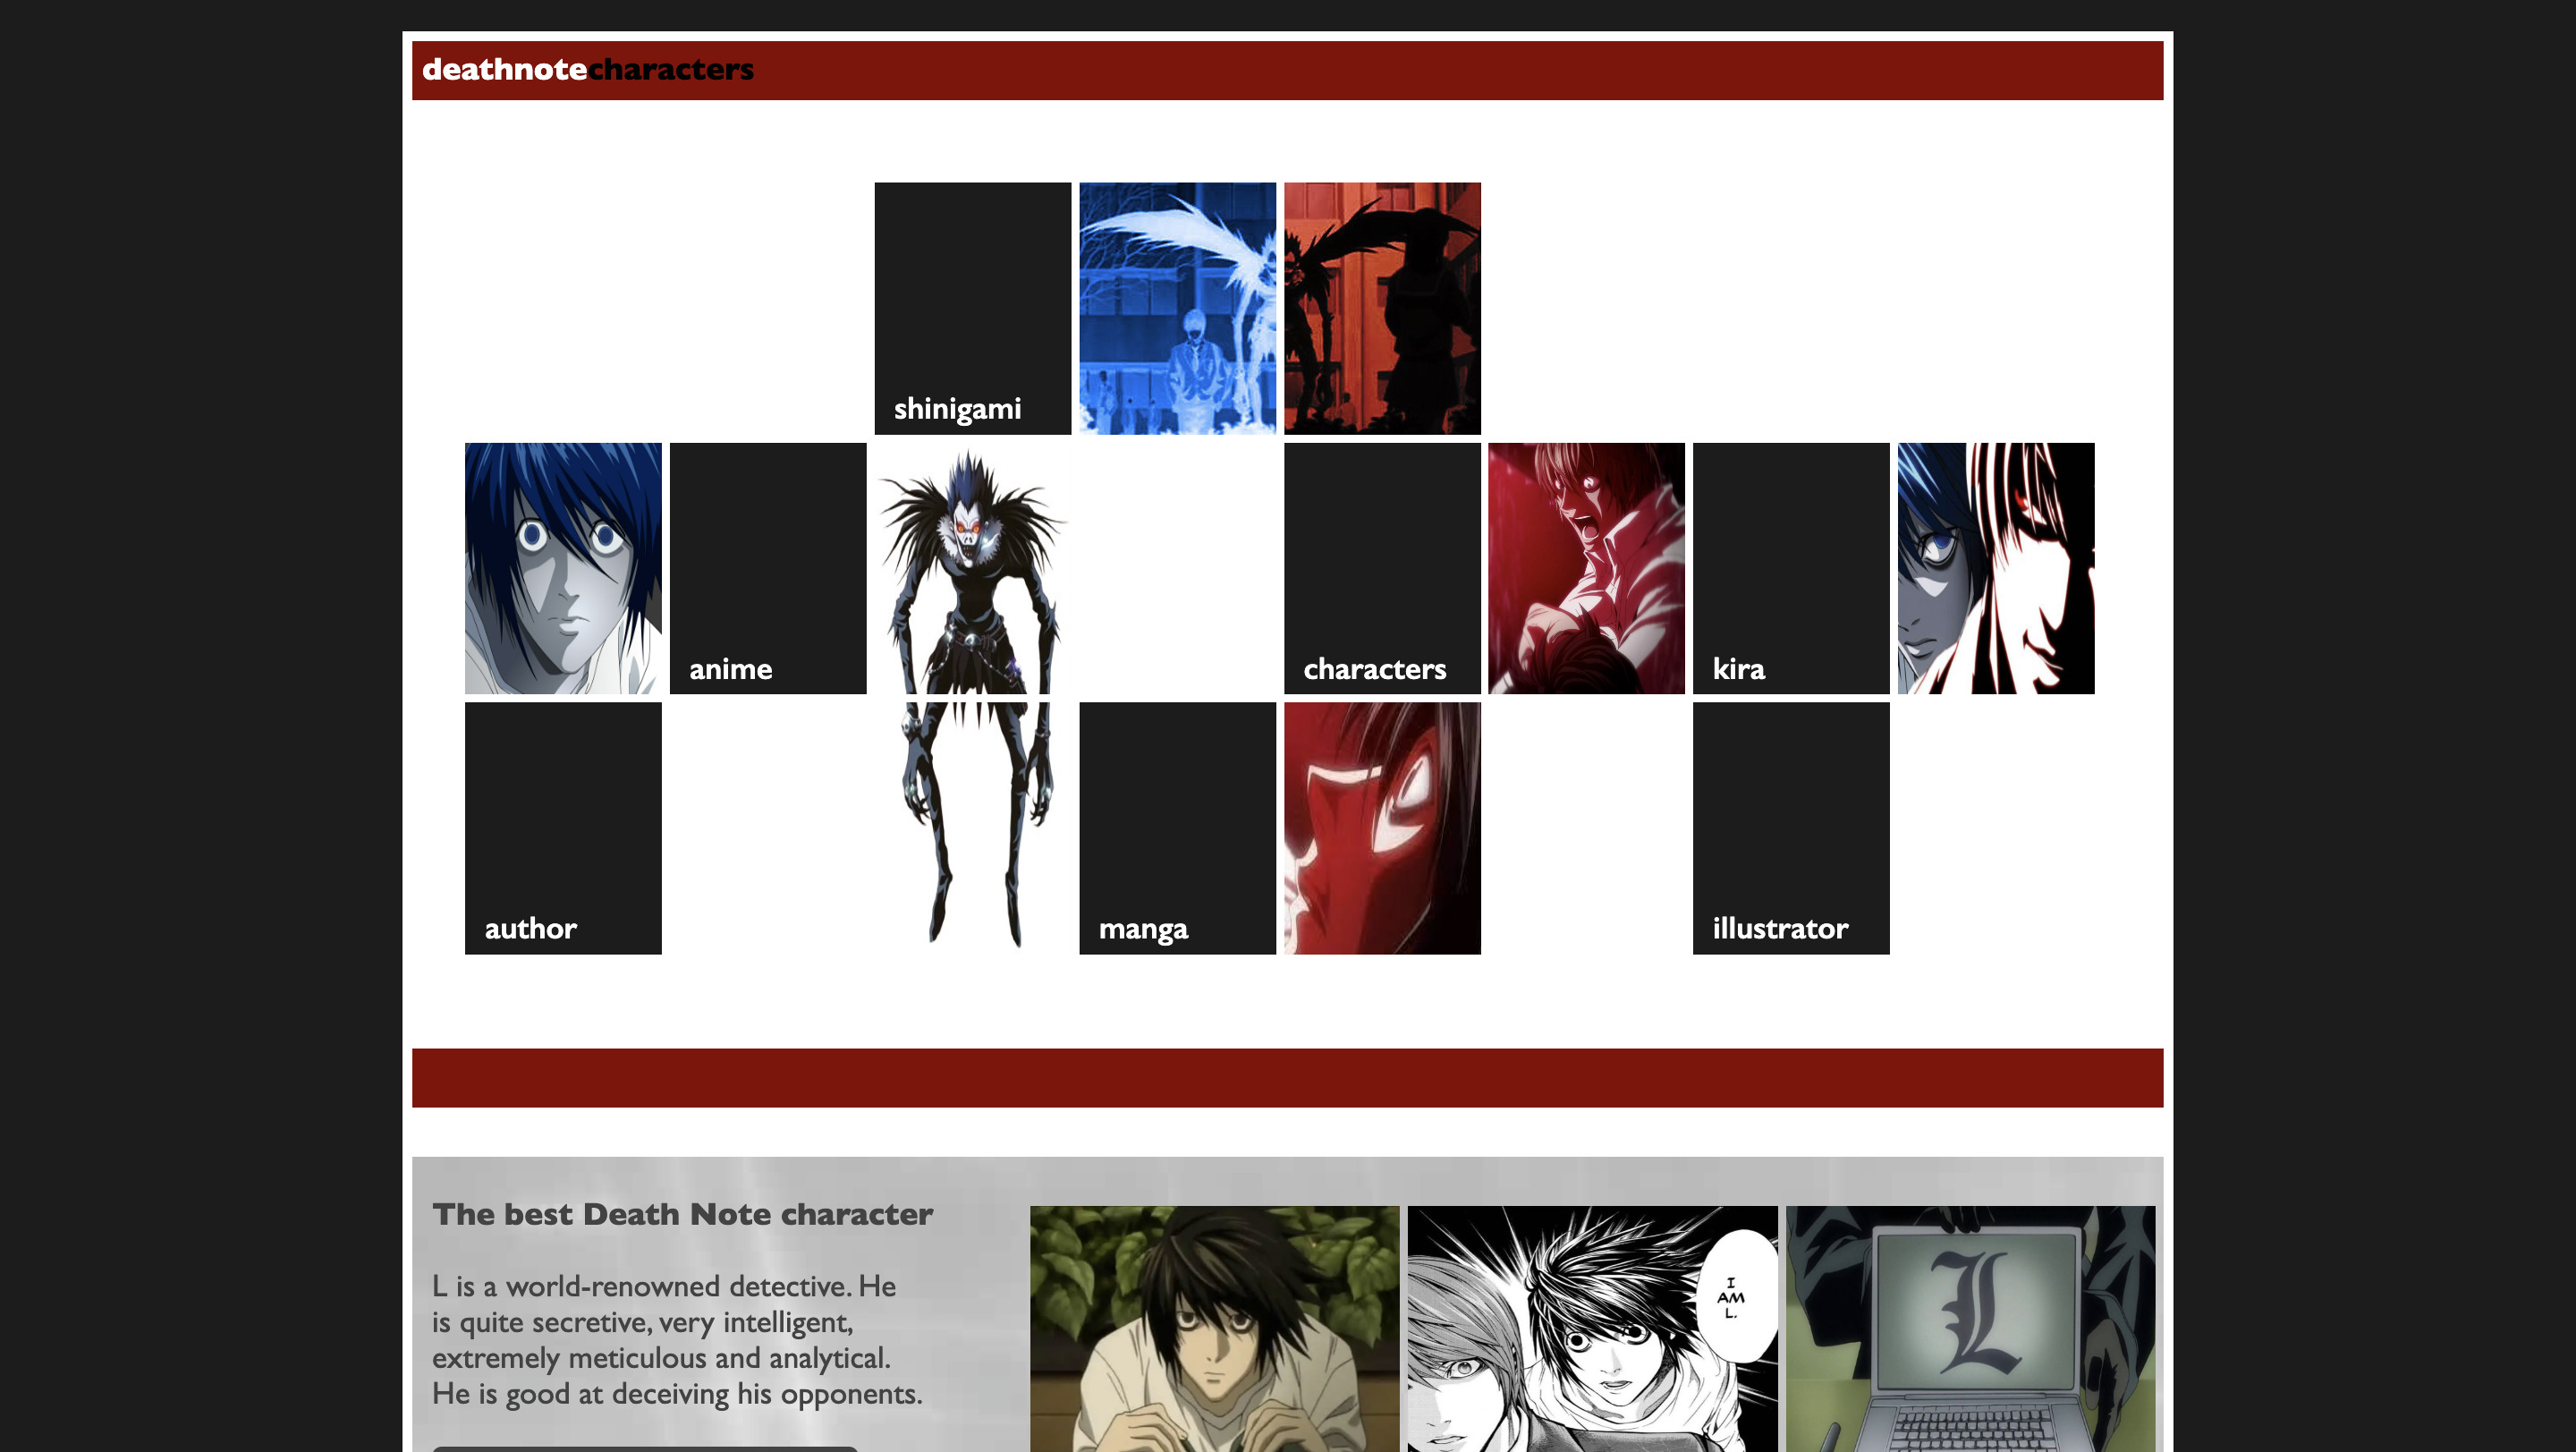 deathnotecharacters
shinigami
anime
characters
kira
author
manga
illustrator
The best Death Note character
L is a world-renowned detective. He
is quite secretive, very intelligent,
extremely meticulous and analytical.
He is good at deceiving his opponents.
I
AM
L.
L